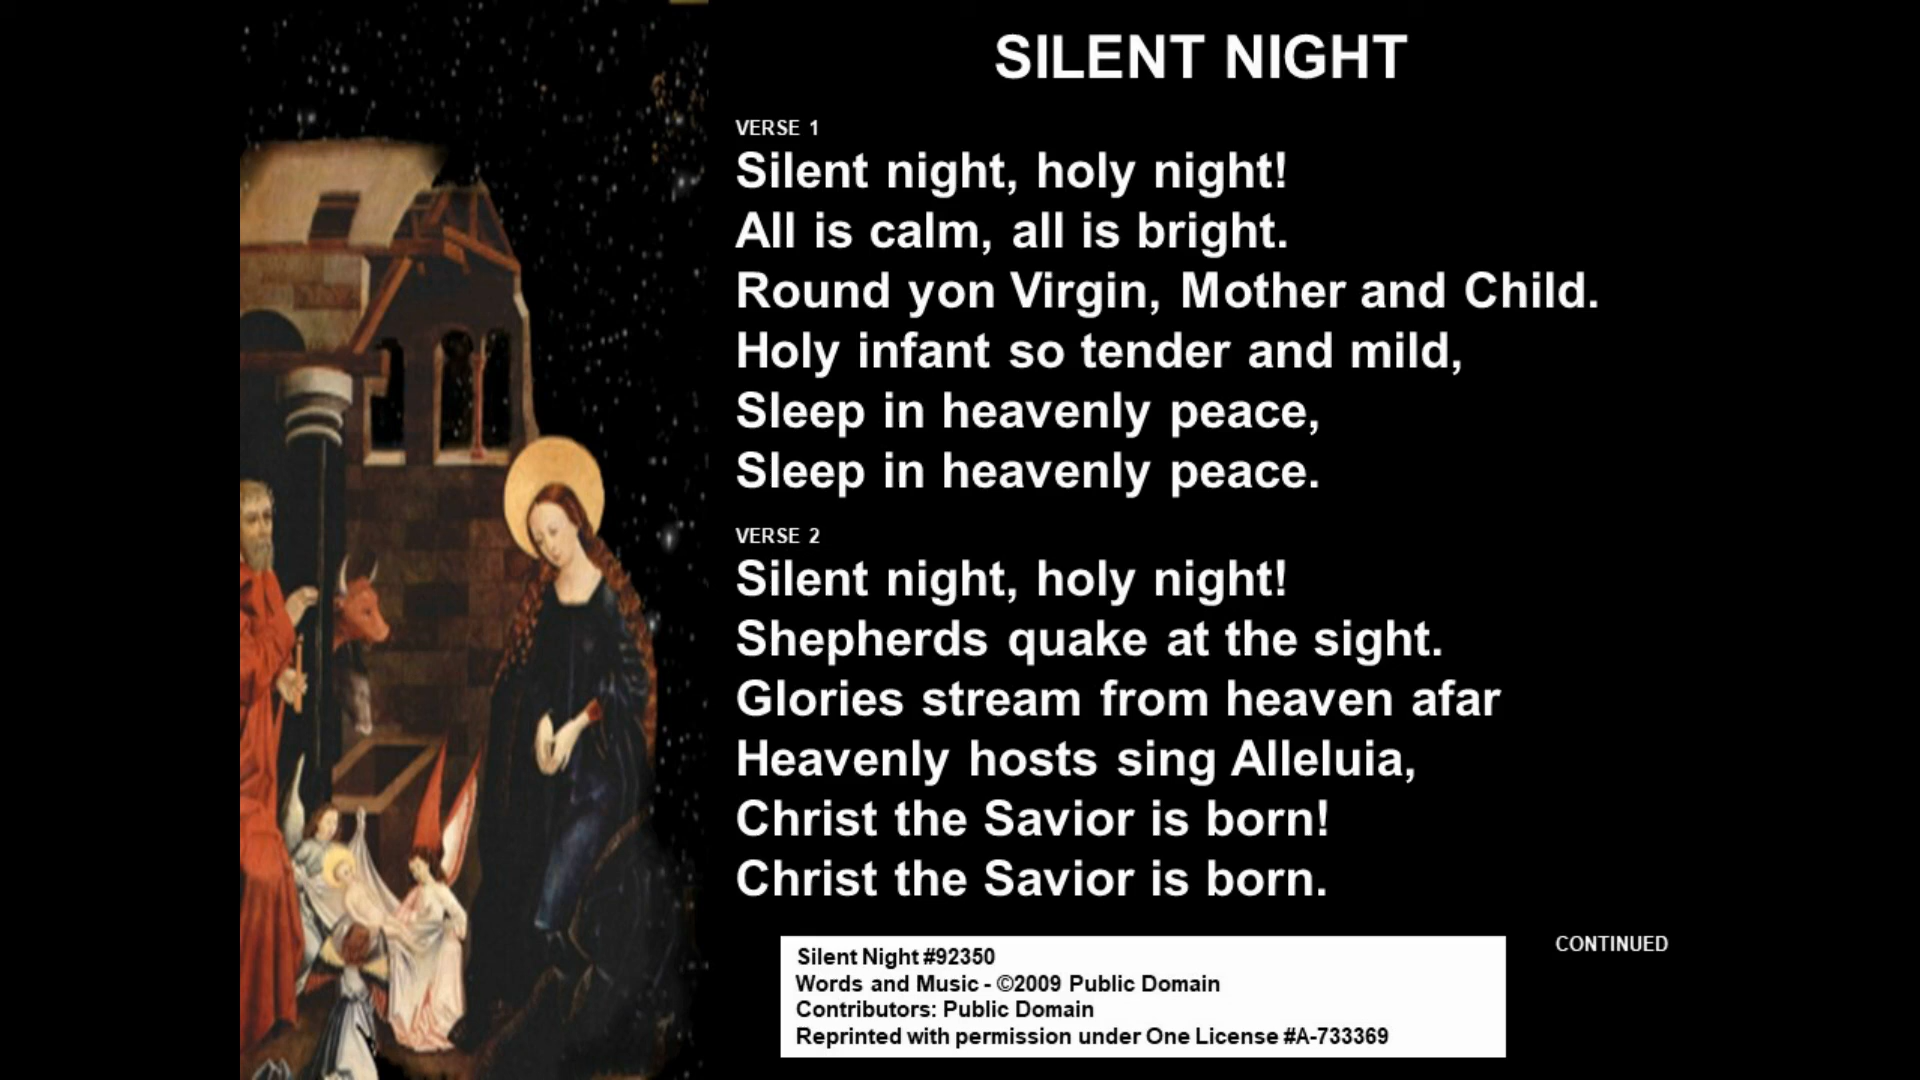 SILENT NIGHT
VERSE 1
Silent night, holy night!
All is calm, all is bright.
Round yon Virgin, Mother and Child.
Holy infant so tender and mild,
Sleep in heavenly peace,
Sleep in heavenly peace.
VERSE 2
Silent night, holy night!
Shepherds quake at the sight.
Glories stream from heaven afar
Heavenly hosts sing Alleluia,
Christ the Savior is born!
Christ the Savior is born.
CONTINUED
Silent Night #92350
Words and Music - ©2009 Public Domain
Contributors: Public Domain
Reprinted with permission under One License #A-733369